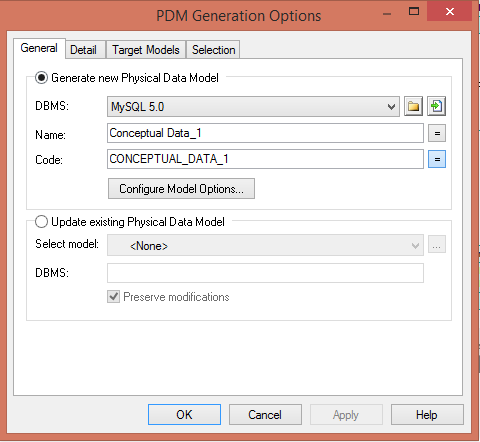 PDM Generation Options
General Detail Target Models Selection
Generate new Physical Data Model
DBMS: MySQL 5.0
Name: Conceptual Data_1 =
Code: CONCEPTUAL_DATA_1 =
Configure Model Options...
Update existing Physical Data Model
Select model: <None> ...
DBMS:
Preserve modifications
OK Cancel Apply Help